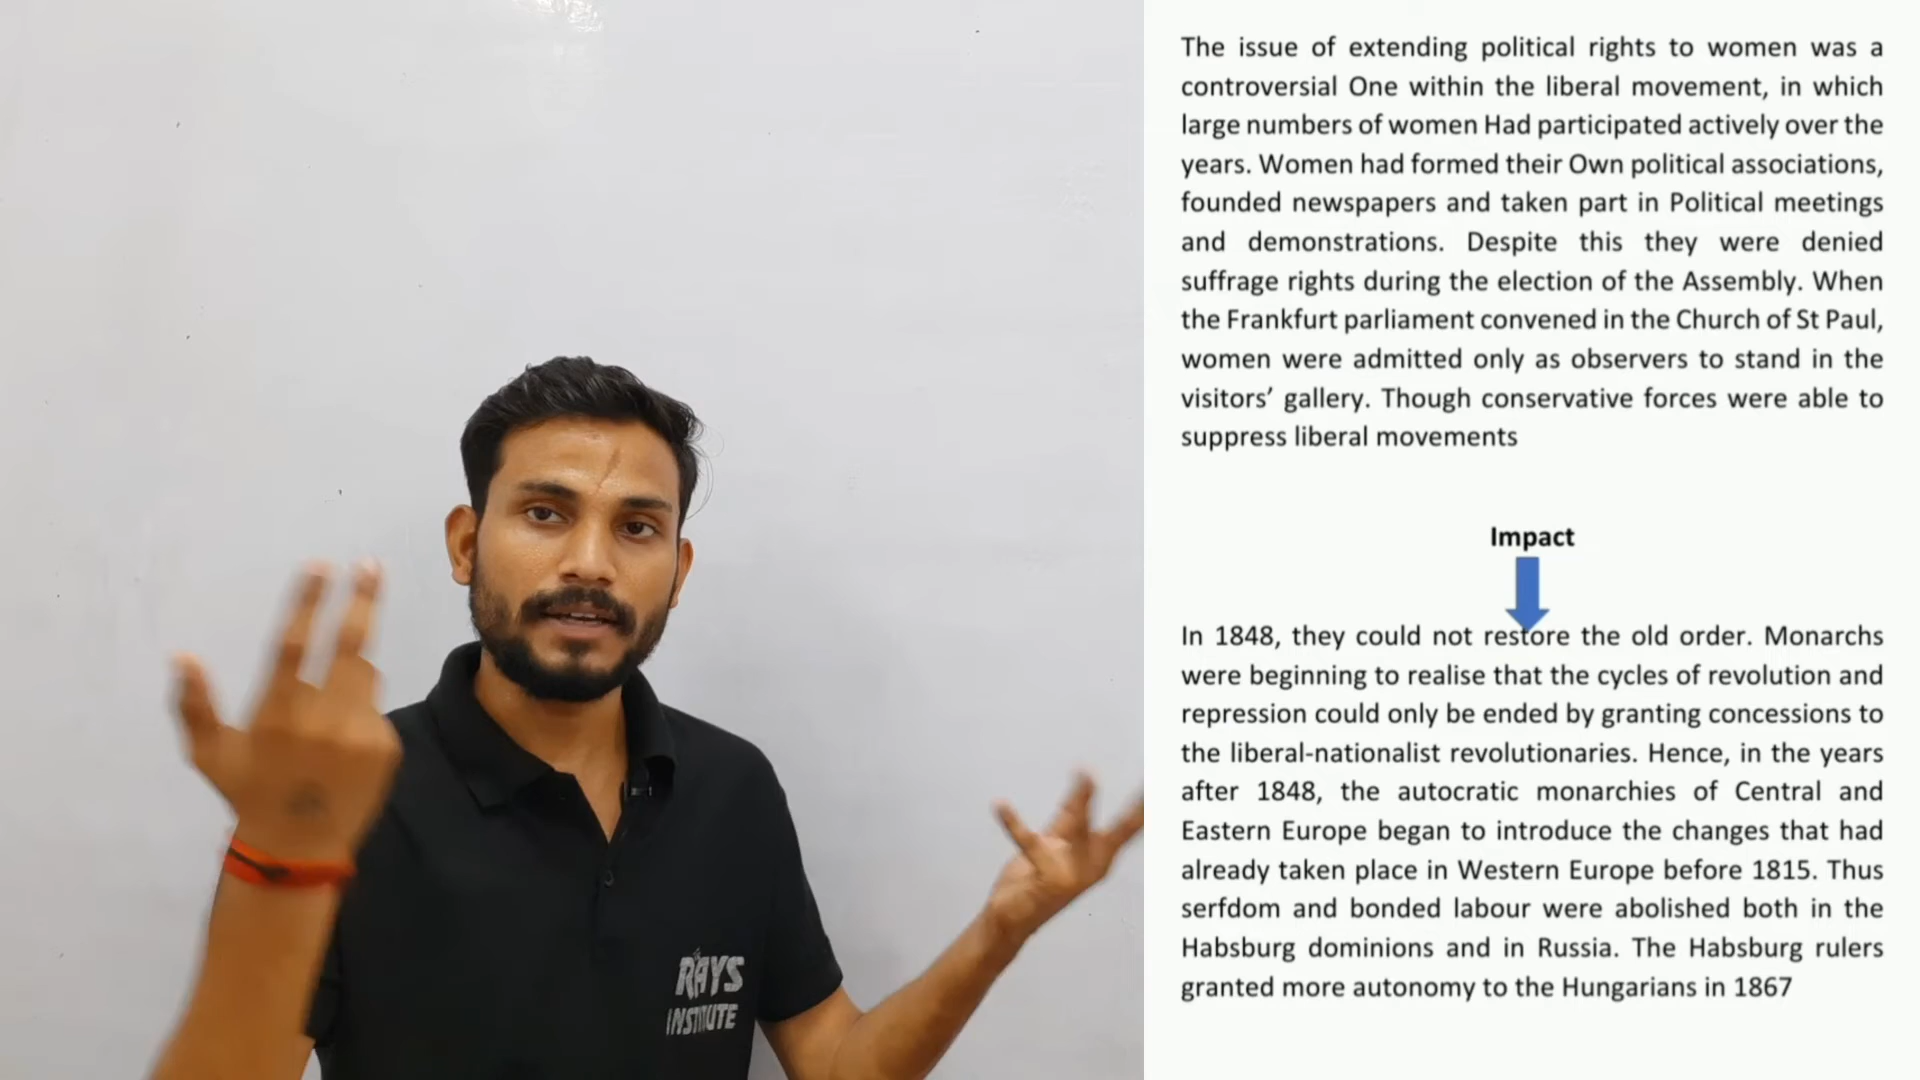 The issue of extending political rights to women was a
controversial One within the liberal movement, in which
large numbers of women Had participated actively over the
years. Women had formed their Own political associations,
founded newspapers and taken part in Political meetings
and demonstrations. Despite this they were denied
suffrage rights during the election of the Assembly. When
the Frankfurt parliament convened in the Church of St Paul,
women were admitted only as observers to stand in the
visitors’ gallery. Though conservative forces were able to
suppress liberal movements
Impact
In 1848, they could not restore the old order. Monarchs
were beginning to realise that the cycles of revolution and
repression could only be ended by granting concessions to
the liberal-nationalist revolutionaries. Hence, in the years
after 1848, the autocratic monarchies of Central and
Eastern Europe began to introduce the changes that had
already taken place in Western Europe before 1815. Thus
serfdom and bonded labour were abolished both in the
Habsburg dominions and in Russia. The Habsburg rulers
granted more autonomy to the Hungarians in 1867
RAYS
INSTITUTE